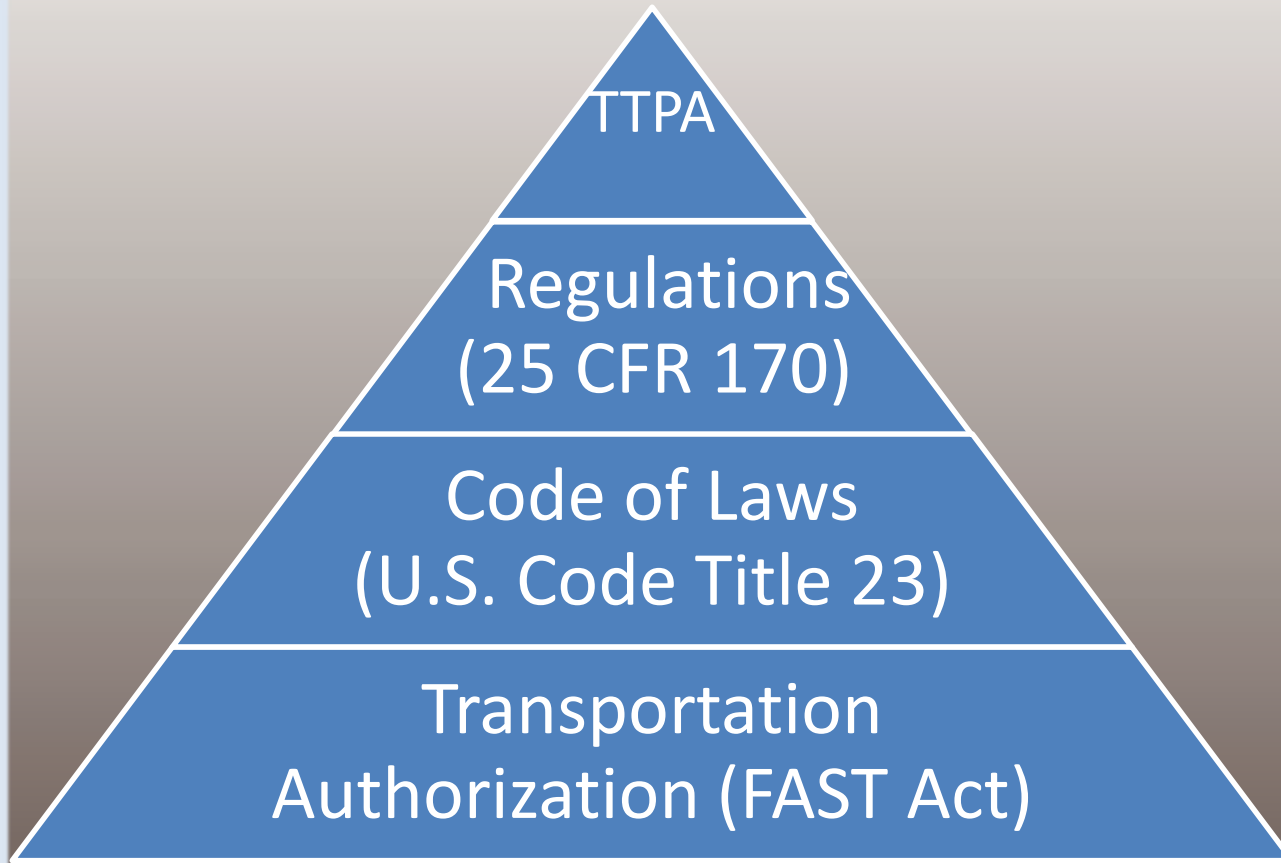 TTPA
Regulations
(25 CFR 170)
Code of Laws
(U.S. Code Title 23)
Transportation
Authorization (FAST Act)